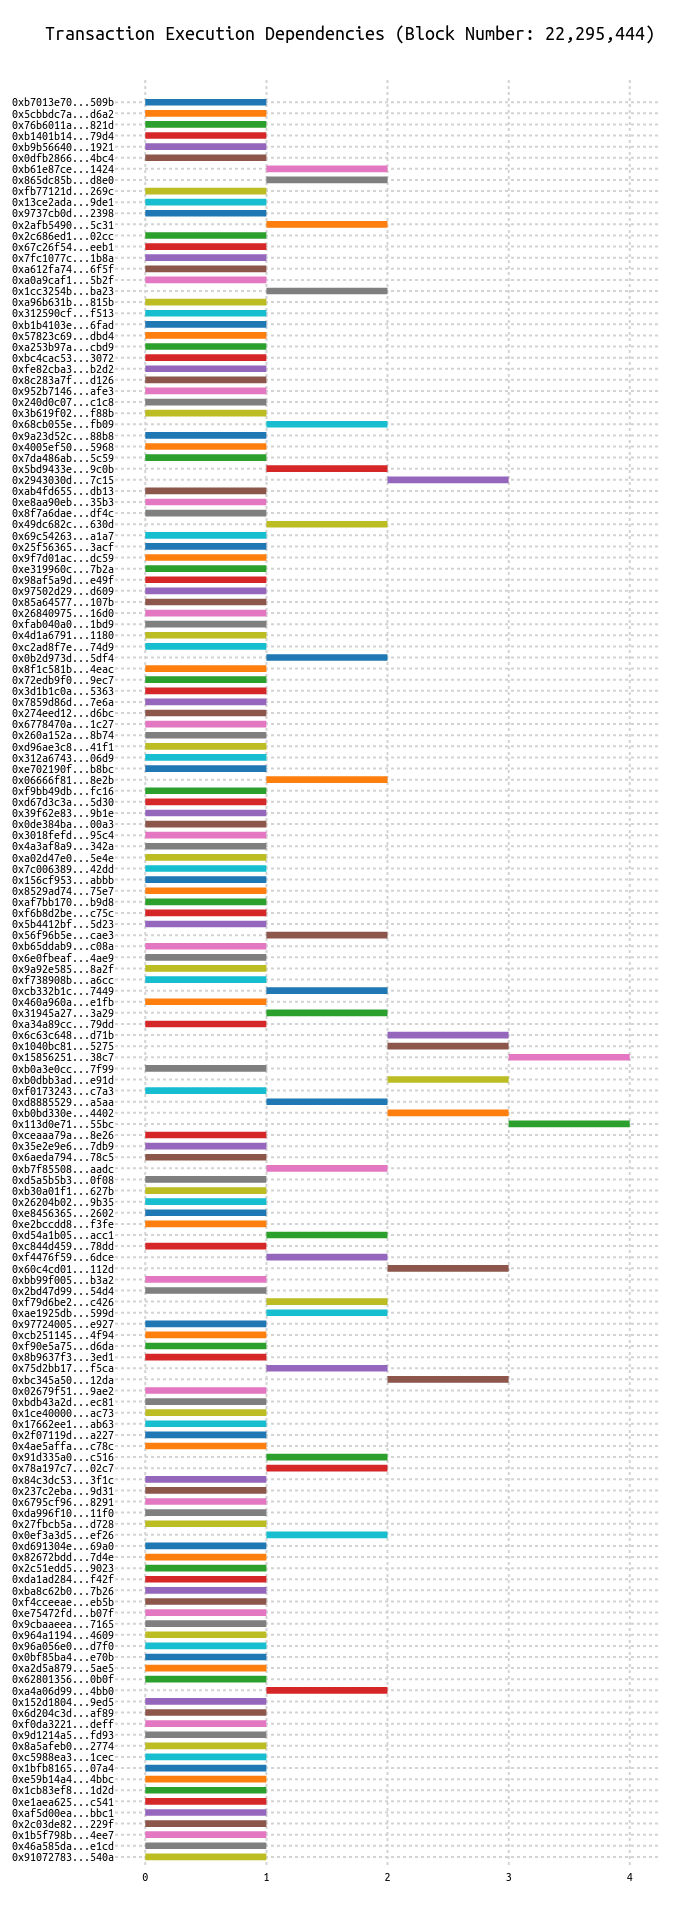 Transaction Execution Dependencies (Block Number: 22,295,444)
0xb7013e70...509b
0x5cbbdc7a...d6a2
0x76b6011a...821d
0xb1401b14...79d4
0xb9b56640...1921
0x0dfb2866...4bc4
0xb61e87ce...1424
0x865dc85b...d8e0
0xfb77121d...269c
0x13ce2ada...9de1
0x9737cb0d...2398
0x2afb5490...5c31
0x2c686ed1...02cc
0x67c26f54...eeb1
0x7fc1077c...1b8a
0xa612fa74...6f5f
0xa0a9caf1...5b2f
0x1cc3254b...ba23
0xa96b631b...815b
0x312590cf...f513
0xb1b4103e...6fad
0x57823c69...dbd4
0xa253b97a...cbd9
0xbc4cac53...3072
0xfe82cba3...b2d2
0x8c283a7f...d126
0x952b7146...afe3
0x240d0c07...c1c8
0x3b619f02...f88b
0x68cb055e...fb09
0x9a23d52c...88b8
0x4005ef50...5968
0x7da486ab...5c59
0x5bd9433e...9c0b
0x2943030d...7c15
0xab4fd655...db13
0xe8aa90eb...35b3
0x8f7a6dae...df4c
0x49dc682c...630d
0x69c54263...a1a7
0x25f56365...3acf
0x9f7d01ac...dc59
0xe319960c...7b2a
0x98af5a9d...e49f
0x97502d29...d609
0x85a64577...107b
0x26840975...16d0
0xfab040a0...1bd9
0x4d1a6791...1180
0xc2ad8f7e...74d9
0x0b2d973d...5df4
0x8f1c581b...4eac
0x72edb9f0...9ec7
0x3d1b1c0a...5363
0x7859d86d...7e6a
0x274eed12...d6bc
0x6778470a...1c27
0x260a152a...8b74
0xd96ae3c8...41f1
0x312a6743...06d9
0xe702190f...b8bc
0x06666f81...8e2b
0xf9bb49db...fc16
0xd67d3c3a...5d30
0x39f62e83...9b1e
0x0de384ba...00a3
0x3018fefd...95c4
0x4a3af8a9...342a
0xa02d47e0...5e4e
0x7c006389...42dd
0x156cf953...abbb
0x8529ad74...75e7
0xaf7bb170...b9d8
0xf6b8d2be...c75c
0x5b4412bf...5d23
0x56f96b5e...cae3
0xb65ddab9...c08a
0x6e0fbeaf...4ae9
0x9a92e585...8a2f
0xf738908b...a6cc
0xcb332b1c...7449
0x460a960a...e1fb
0x31945a27...3a29
0xa34a89cc...79dd
0x6c63c648...d71b
0x1040bc81...5275
0x15856251...38c7
0xb0a3e0cc...7f99
0xb0dbb3ad...e91d
0xf0173243...c7a3
0xd8885529...a5aa
0xb0bd330e...4402
0x113d0e71...55bc
0xceaaa79a...8e26
0x35e2e9e6...7db9
0x6aeda794...78c5
0xb7f85508...aadc
0xd5a5b5b3...0f08
0xb30a01f1...627b
0x26204b02...9b35
0xe8456365...2602
0xe2bccdd8...f3fe
0xd54a1b05...acc1
0xc844d459...78dd
0xf4476f59...6dce
0x60c4cd01...112d
0xbb99f005...b3a2
0x2bd47d99...54d4
0xf79d6be2...c426
0xae1925db...599d
0x97724005...e927
0xcb251145...4f94
0xf90e5a75...d6da
0x8b9637f3...3ed1
0x75d2bb17...f5ca
0xbc345a50...12da
0x02679f51...9ae2
0xbdb43a2d...ec81
0x1ce40000...ac73
0x17662ee1...ab63
0x2f07119d...a227
0x4ae5affa...c78c
0x91d335a0...c516
0x78a197c7...02c7
0x84c3dc53...3f1c
0x237c2eba...9d31
0x6795cf96...8291
0xda996f10...11f0
0x27fbcb5a...d728
0x0ef3a3d5...ef26
0xd691304e...69a0
0x82672bdd...7d4e
0x2c51edd5...9023
0xda1ad284...f42f
0xba8c62b0...7b26
0xf4cceeae...eb5b
0xe75472fd...b07f
0x9cbaaeea...7165
0x964a1194...4609
0x96a056e0...d7f0
0x0bf85ba4...e70b
0xa2d5a879...5ae5
0x62801356...0b0f
0xa4a06d99...4bb0
0x152d1804...9ed5
0x6d204c3d...af89
0xf0da3221...deff
0x9d1214a5...fd93
0x8a5afeb0...2774
0xc5988ea3...1cec
0x1bfb8165...07a4
0xe59b14a4...4bbc
0x1cb83ef8...1d2d
0xe1aea625...c541
0xaf5d00ea...bbc1
0x2c03de82...229f
0x1b5f798b...4ee7
0x46a585da...e1cd
0x91072783...540a
0 1 2 3 4